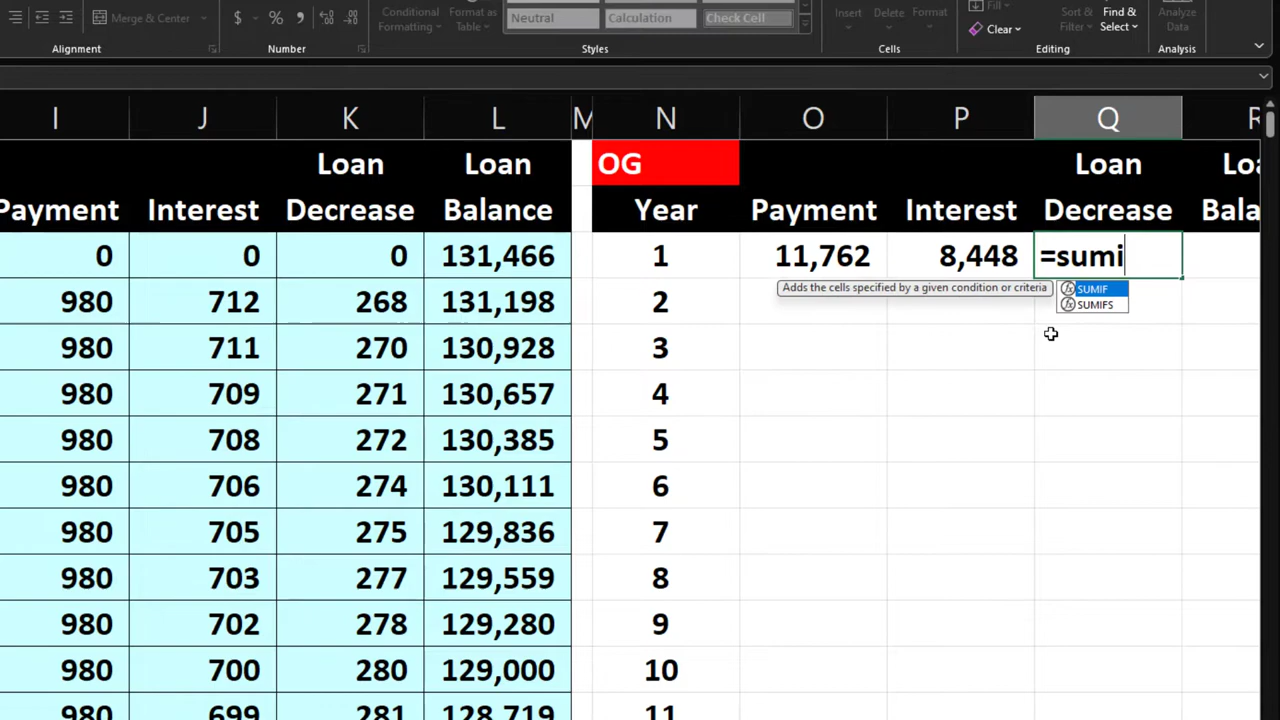 Merge & Center
Conditional
Formatting
Format as
Table
Neutral
Calculation
Check Cell
Insert
Delete
Format
Fill
Clear
Sort &
Filter
Find &
Select
Analyze
Data
Alignment
Number
Styles
Cells
Editing
Analysis
I J K L M N O P Q R
Loan Loan OG Loan Loa
Payment Interest Decrease Balance Year Payment Interest Decrease Bala
0 0 0 131,466 1 11,762 8,448 =sumi
Adds the cells specified by a given condition or criteria
SUMIF
SUMIFS
980 712 268 131,198 2
980 711 270 130,928 3
980 709 271 130,657 4
980 708 272 130,385 5
980 706 274 130,111 6
980 705 275 129,836 7
980 703 277 129,559 8
980 702 278 129,280 9
980 700 280 129,000 10
980 699 281 128,719 11